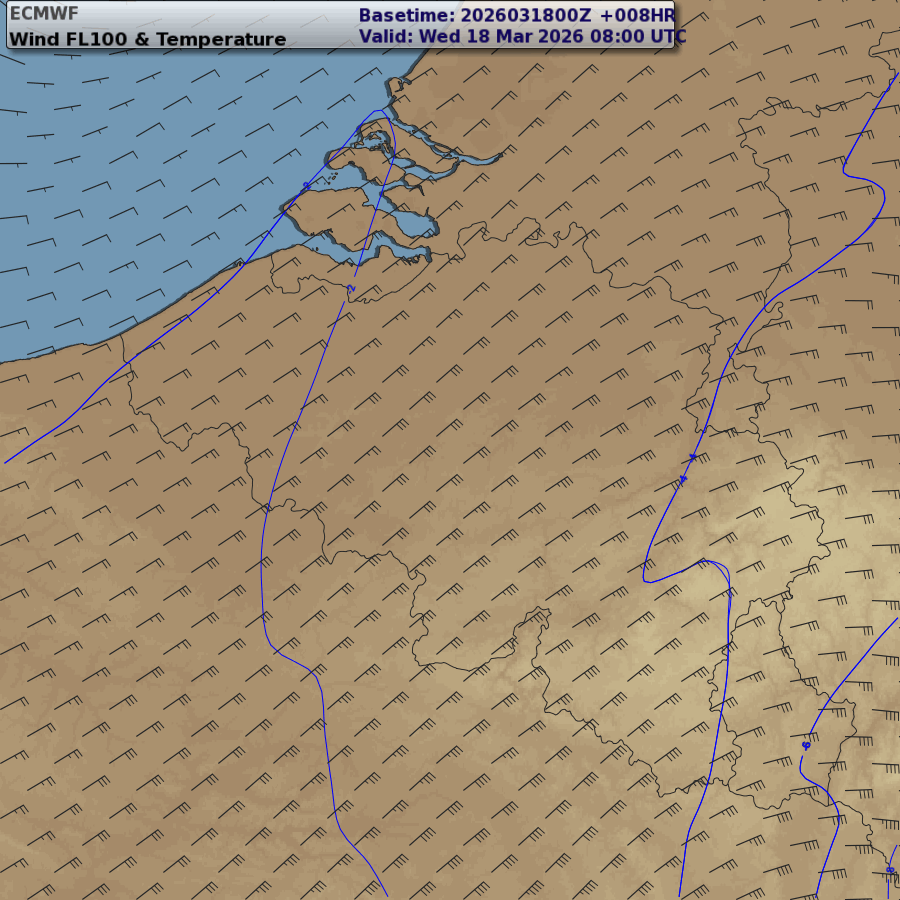 ECMWF
Wind FL100 & Temperature
Basetime: 2026031800Z +008HR
Valid: Wed 18 Mar 2026 08:00 UTC